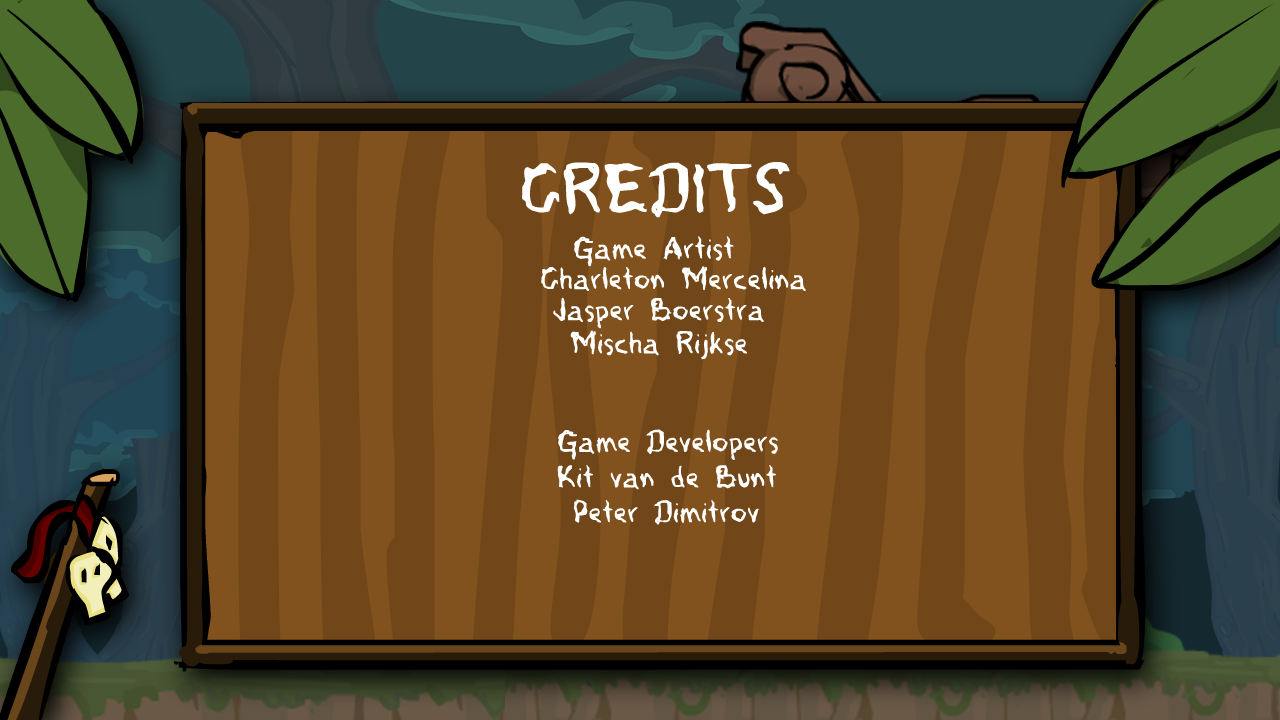 CREDITS
Game Artist
Charleton Mercelina
Jasper Boerstra
Mischa Rijkse
Game Developers
Kit van de Bunt
Peter Dimitrov